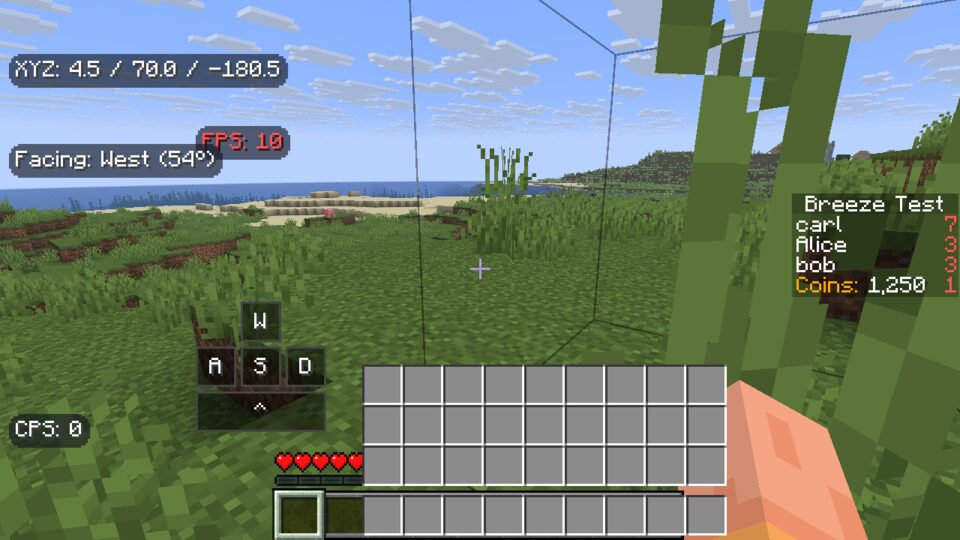 XYZ: 4.5 / 70.0 / -180.5
FPS: 10
Facing: West (54°)
Breeze Test
carl 7
Alice 3
bob 3
Coins: 1,250 1
W
A S D
^
CPS: 0